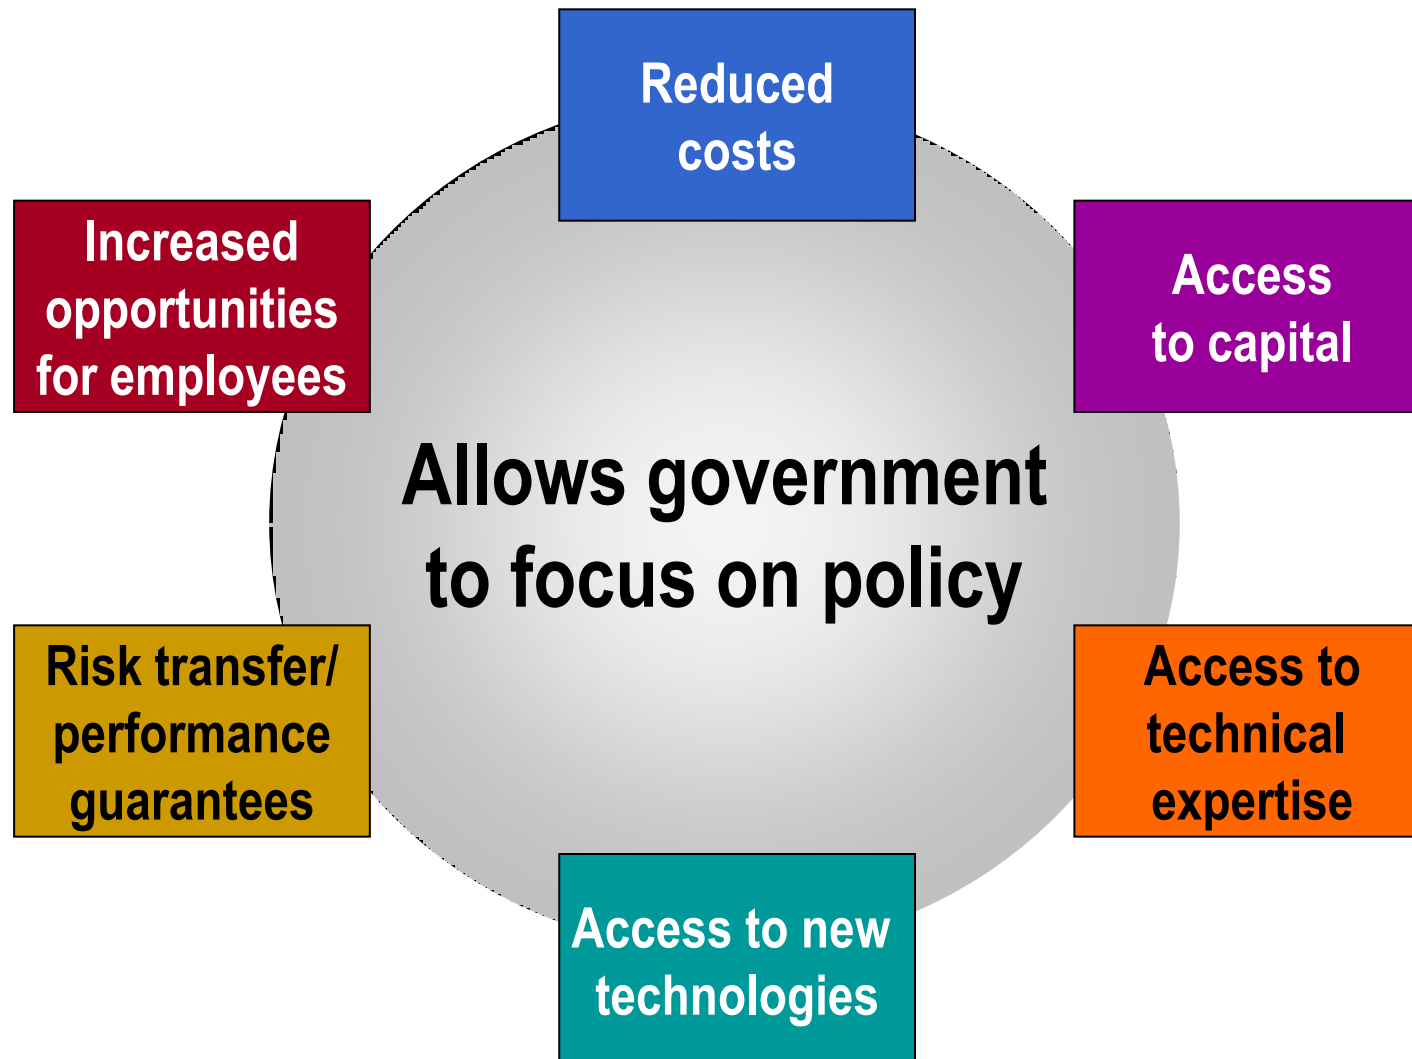 Reduced
costs
Increased
opportunities
for employees
Access
to capital
Allows government
to focus on policy
Risk transfer/
performance
guarantees
Access to
technical
expertise
Access to new
technologies